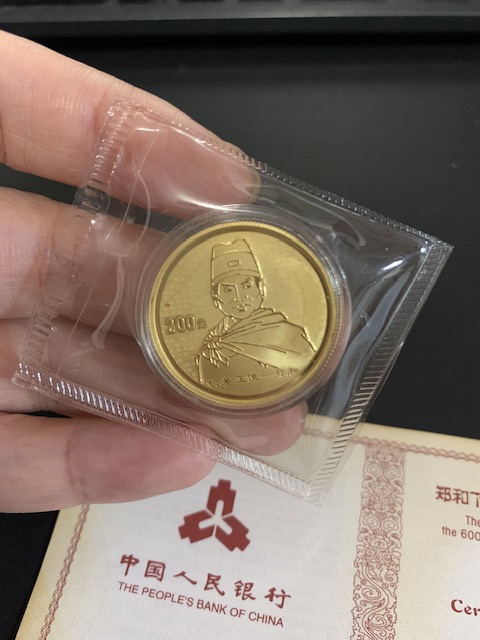 200元
中国人民银行
THE PEOPLE'S BANK OF CHINA
郑和下
The
the 600
Cer